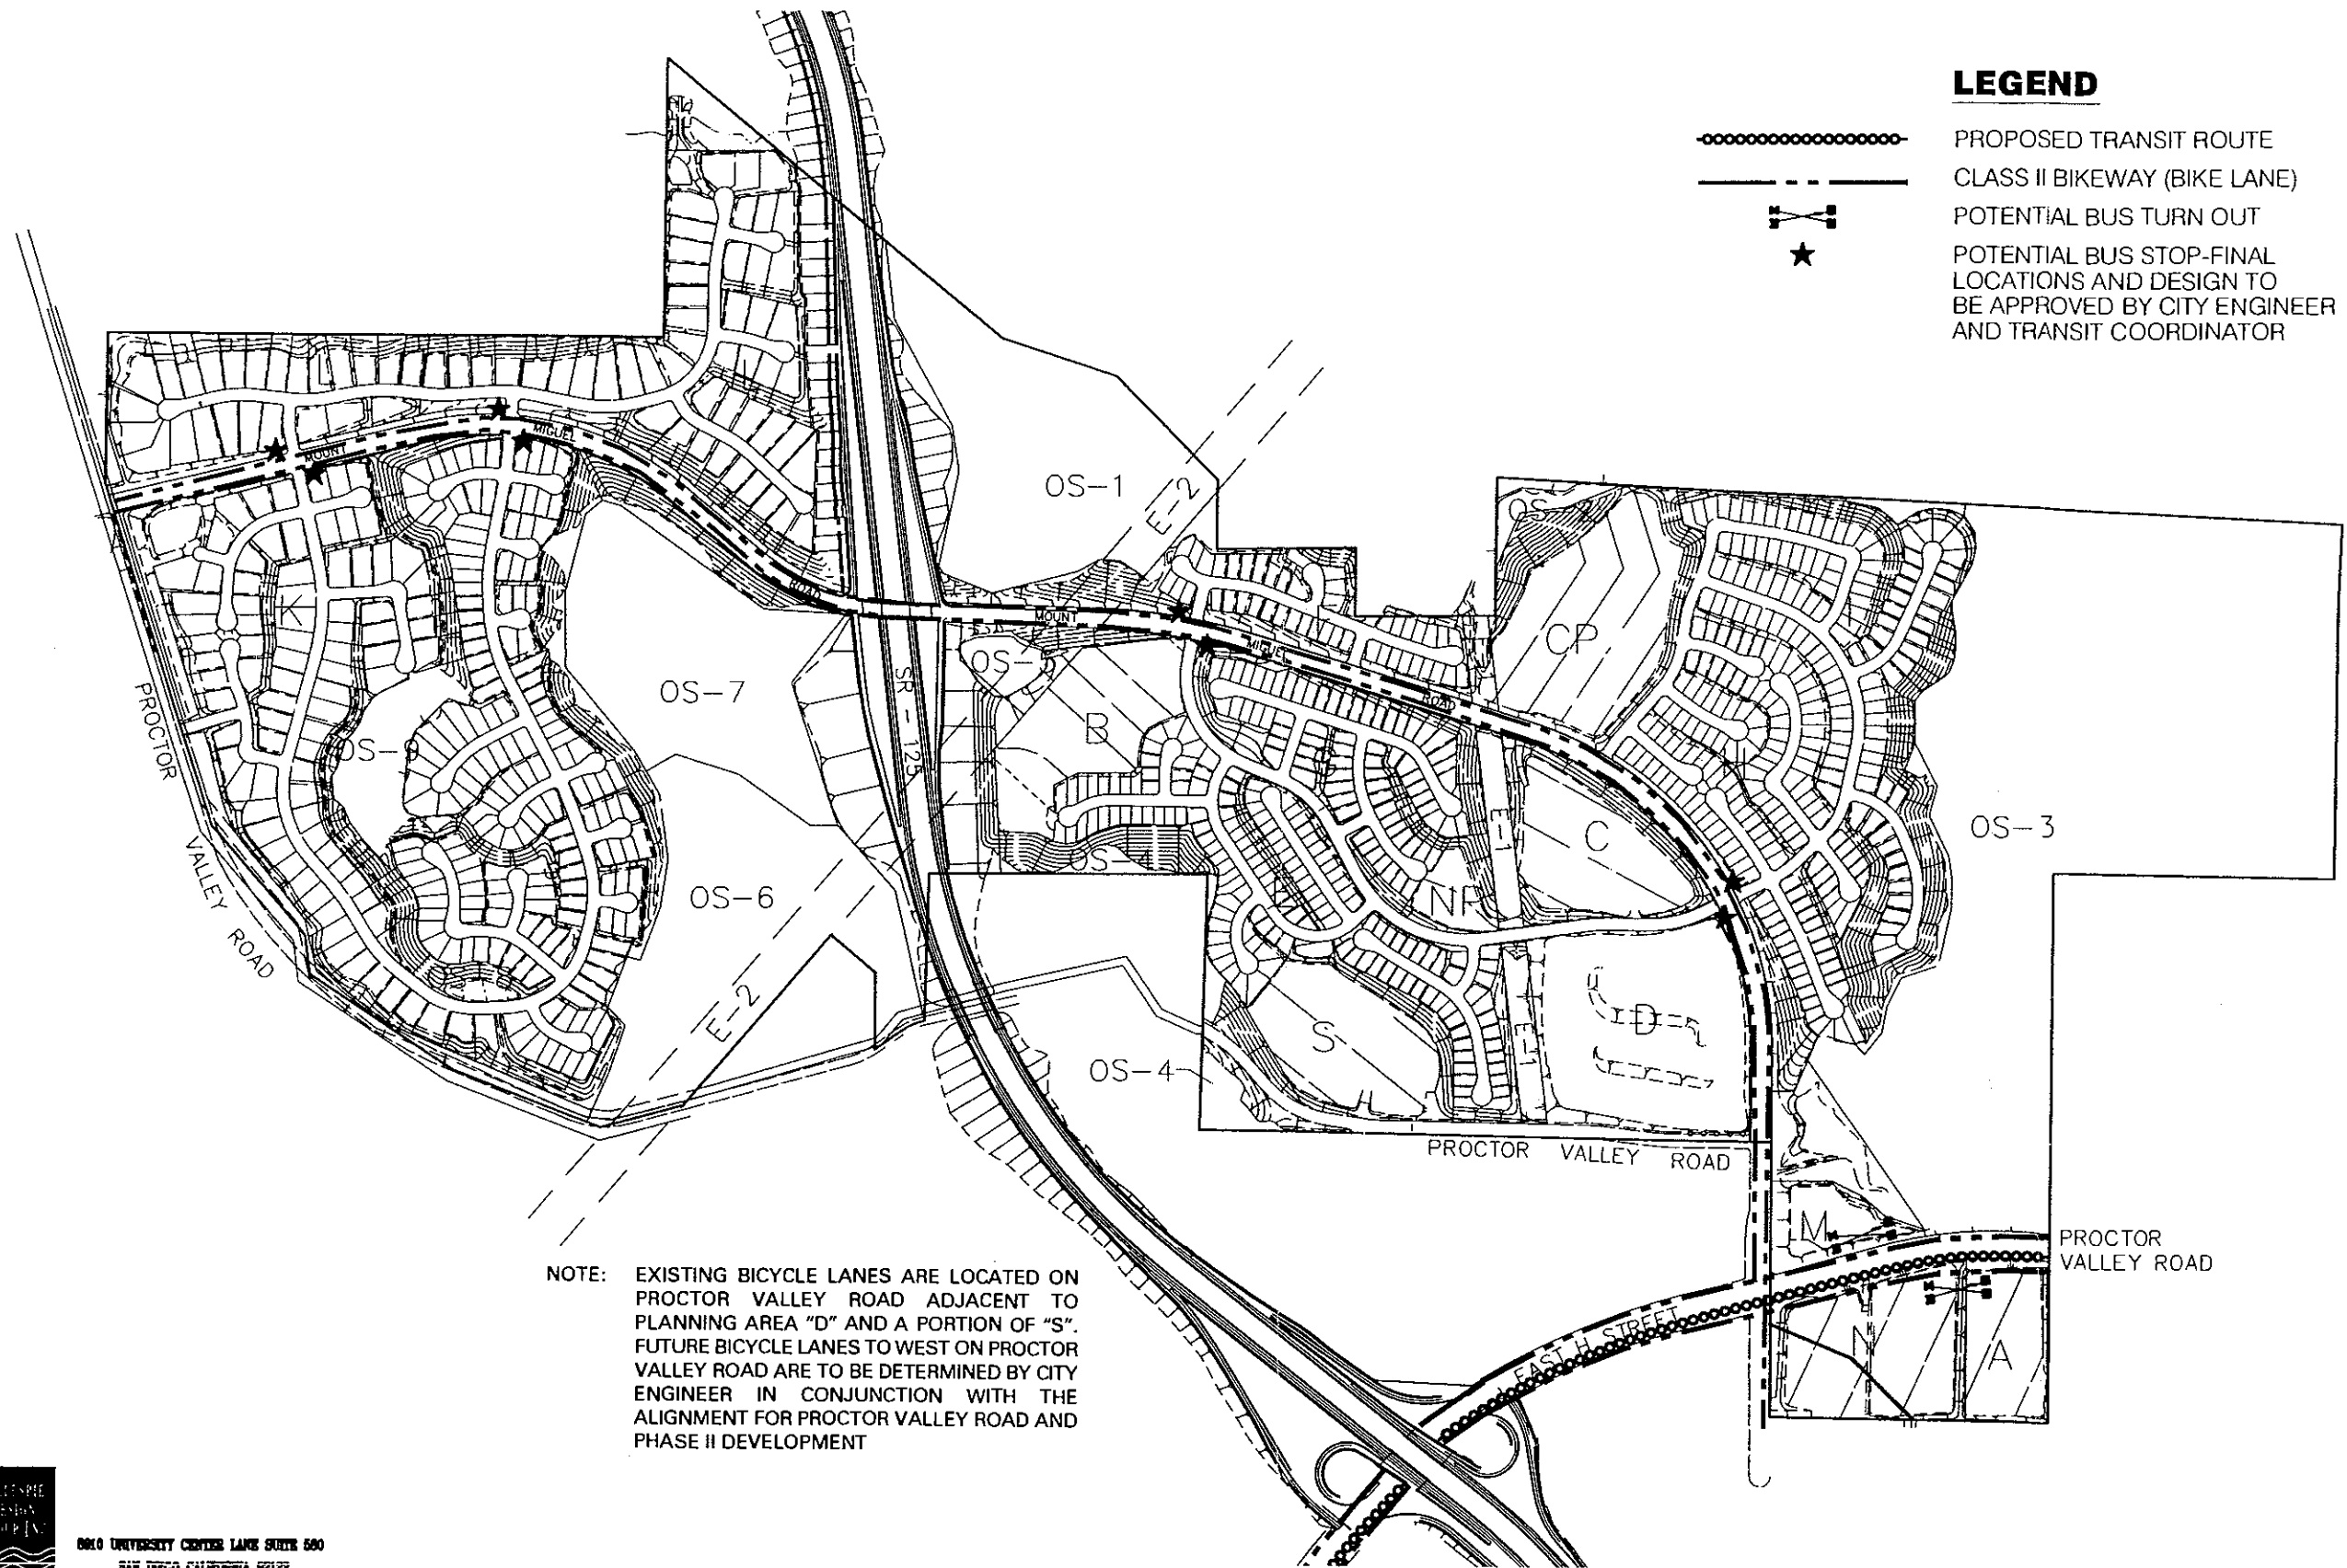 LEGEND
PROPOSED TRANSIT ROUTE
CLASS II BIKEWAY (BIKE LANE)
POTENTIAL BUS TURN OUT
POTENTIAL BUS STOP-FINAL
LOCATIONS AND DESIGN TO
BE APPROVED BY CITY ENGINEER
AND TRANSIT COORDINATOR
MOUNT
MIGUEL
ROAD
L
K
OS-1
E-2
CP
MOUNT
MIGUEL
ROAD
SR-125
OS-7
B
C
OS-3
E-1
NP
OS-6
OS-4
E-2
D
S
E-1
OS-4
PROCTOR
VALLEY
ROAD
PROCTOR VALLEY ROAD
M
PROCTOR
VALLEY ROAD
EAST H STREET
N
A
NOTE: EXISTING BICYCLE LANES ARE LOCATED ON
PROCTOR VALLEY ROAD ADJACENT TO
PLANNING AREA "D" AND A PORTION OF "S".
FUTURE BICYCLE LANES TO WEST ON PROCTOR
VALLEY ROAD ARE TO BE DETERMINED BY CITY
ENGINEER IN CONJUNCTION WITH THE
ALIGNMENT FOR PROCTOR VALLEY ROAD AND
PHASE II DEVELOPMENT
UNIVERSITY CENTER LANE SUITE